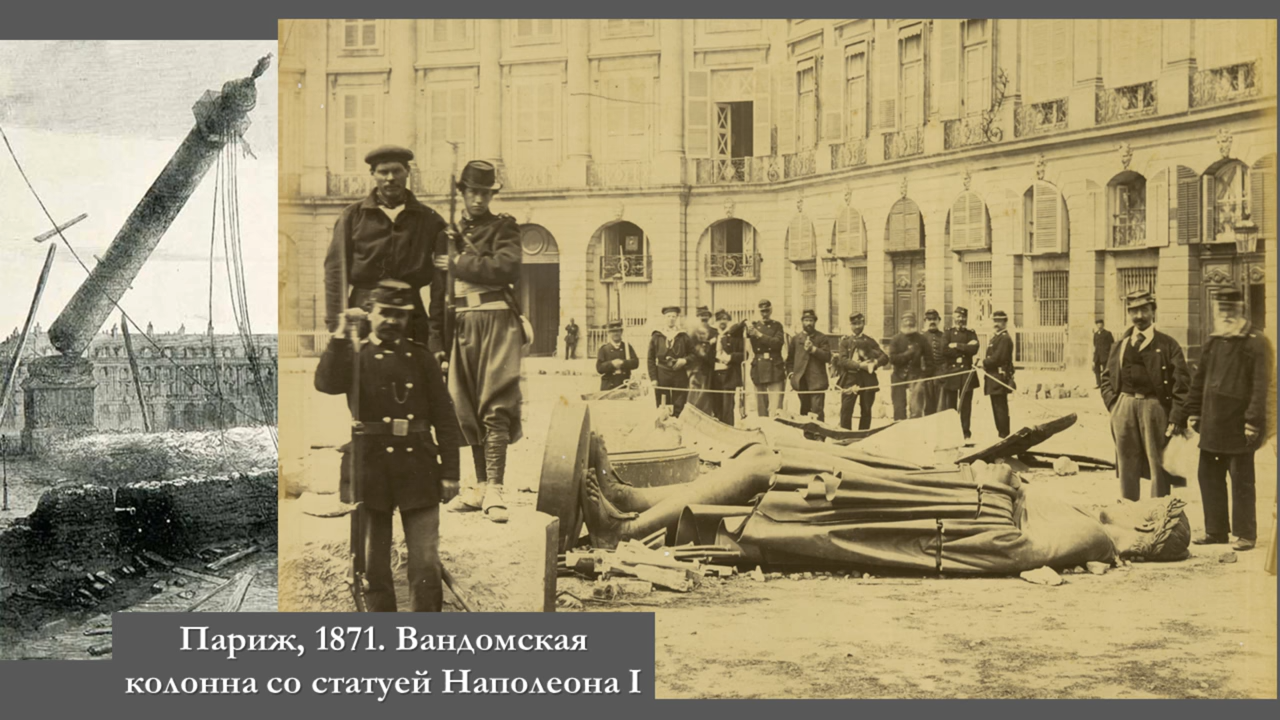 Париж, 1871. Вандомская
колонна со статуей Наполеона I